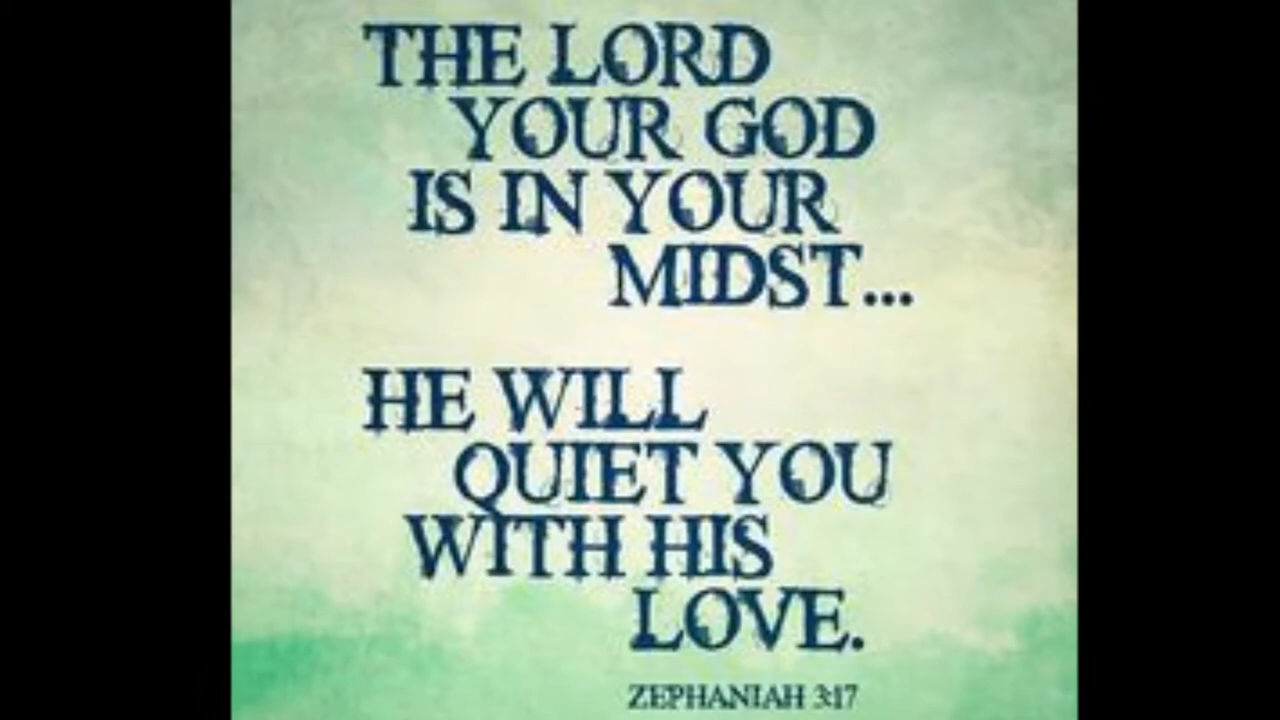 THE LORD
YOUR GOD
IS IN YOUR
MIDST...
HE WILL
QUIET YOU
WITH HIS
LOVE.
ZEPHANIAH 3:17